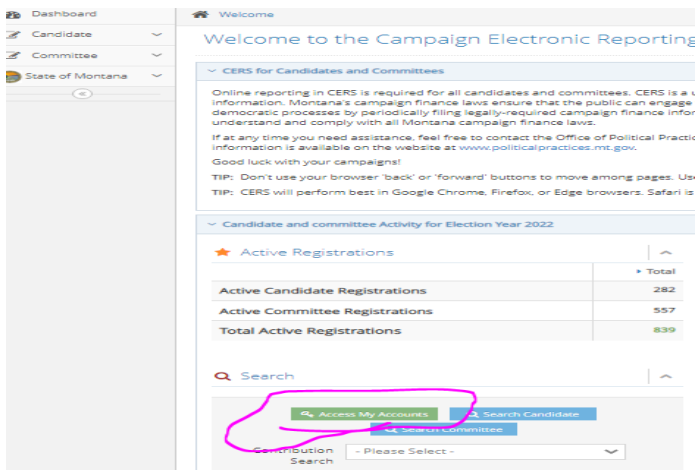 Dashboard
Candidate
Committee
State of Montana
Welcome
Welcome to the Campaign Electronic Reporting
CERS for Candidates and Committees
Online reporting in CERS is required for all candidates and committees. CERS is a
information. Montana's campaign finance laws ensure that the public can engage
democratic processes by periodically filing legally-required campaign finance
understand and comply with all Montana campaign finance laws.
If at any time you need assistance, feel free to contact the Office of Political
information is available on the website at www.politicalpractices.mt.gov.
Good luck with your campaigns!
TIP: Don't use your browser 'back' or 'forward' buttons to move among pages.
TIP: CERS will perform best in Google Chrome, Firefox, or Edge browsers. Safari is
Candidate and committee Activity for Election Year 2022
Active Registrations
Total
Active Candidate Registrations 282
Active Committee Registrations 557
Total Active Registrations 839
Search
Access My Accounts Search Candidate
Search Committee
Contribution Search - Please Select -